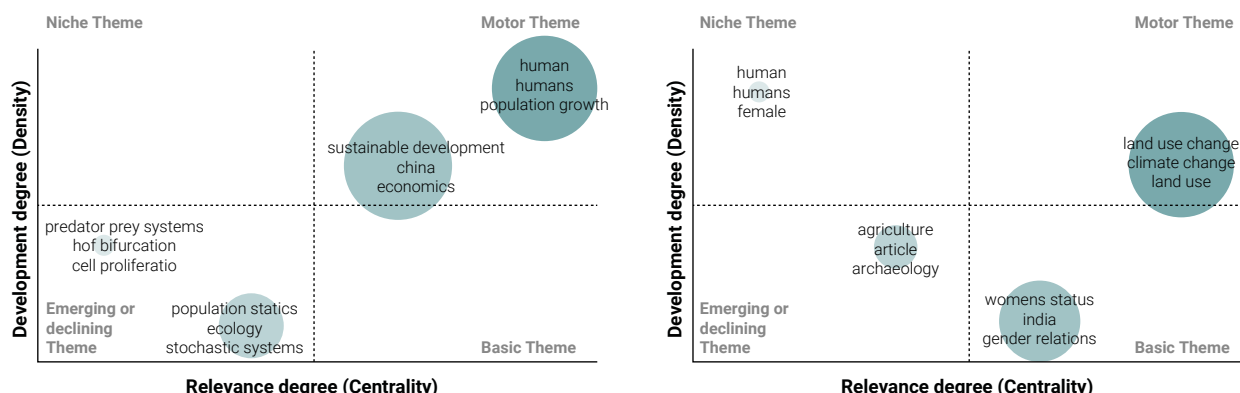 Niche Theme
Motor Theme
human
humans
population growth
sustainable development
china
economics
predator prey systems
hof bifurcation
cell proliferatio
Emerging or
declining
Theme
population statics
ecology
stochastic systems
Basic Theme
Development degree (Density)
Relevance degree (Centrality)
Niche Theme
Motor Theme
human
humans
female
land use change
climate change
land use
agriculture
article
archaeology
Emerging or
declining
Theme
womens status
india
gender relations
Basic Theme
Development degree (Density)
Relevance degree (Centrality)